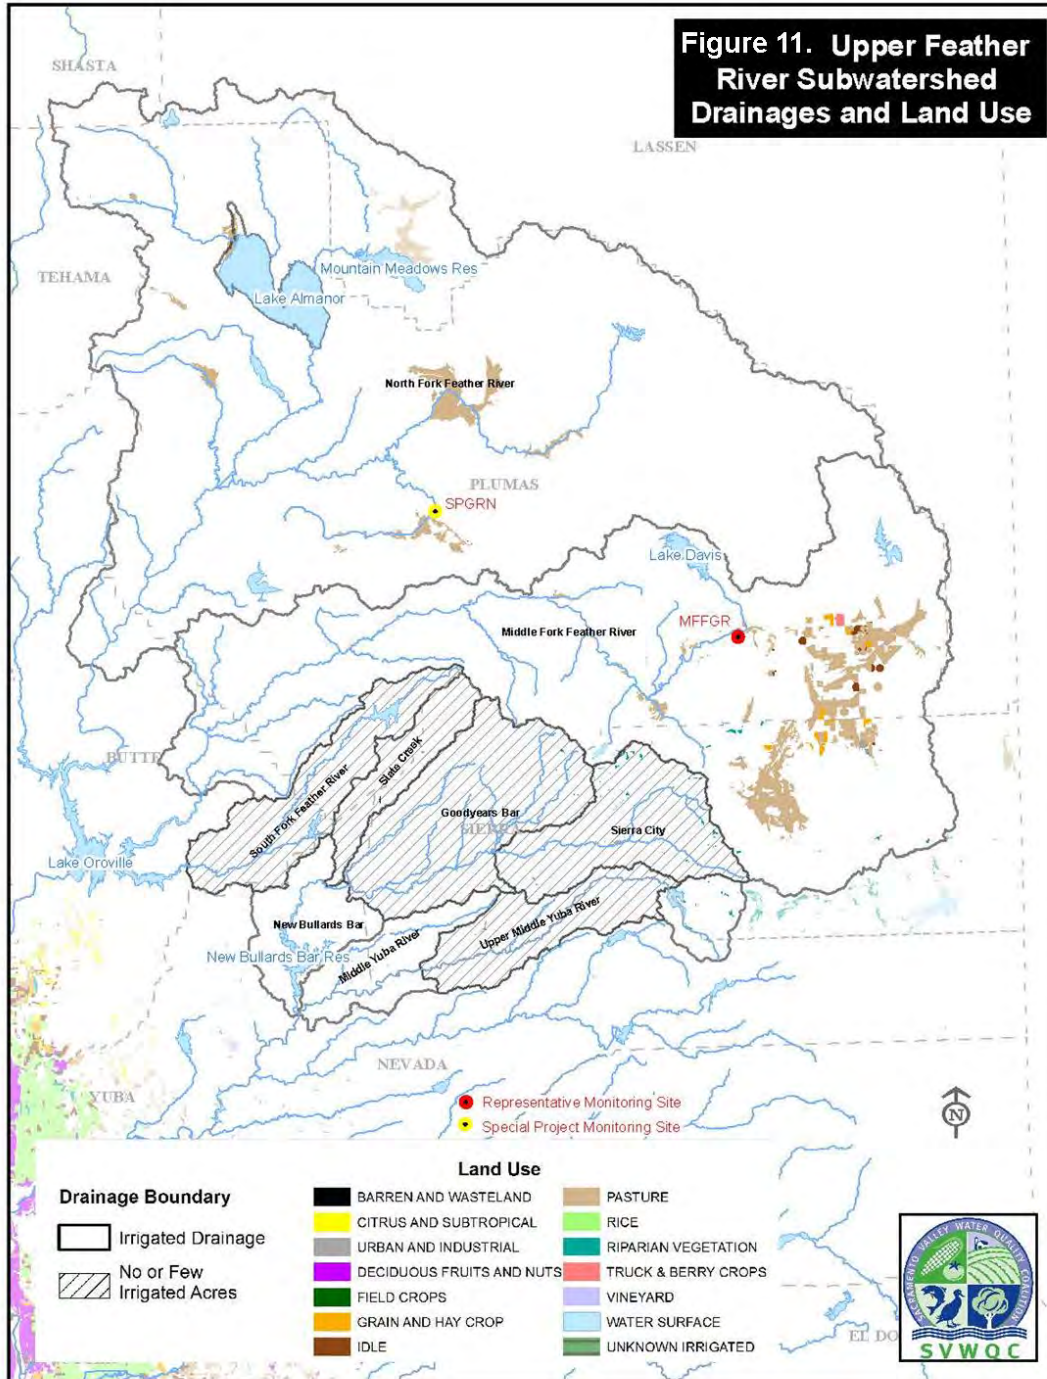 Figure 11. Upper Feather
River Subwatershed
Drainages and Land Use
SHASTA
LASSEN
TEHAMA
Mountain Meadows Res
Lake Almanor
North Fork Feather River
PLUMAS
SPGRN
Lake Davis
MFFGR
Middle Fork Feather River
BUTTE
South Fork Feather River
Slate Creek
Goodyears Bar
SIERRA
Sierra City
Lake Oroville
New Bullards Bar
New Bullards Bar Res
Middle Yuba River
Upper Middle Yuba River
NEVADA
YUBA
Representative Monitoring Site
Special Project Monitoring Site
N
Land Use
Drainage Boundary
Irrigated Drainage
No or Few
Irrigated Acres
BARREN AND WASTELAND
CITRUS AND SUBTROPICAL
URBAN AND INDUSTRIAL
DECIDUOUS FRUITS AND NUTS
FIELD CROPS
GRAIN AND HAY CROP
IDLE
PASTURE
RICE
RIPARIAN VEGETATION
TRUCK & BERRY CROPS
VINEYARD
WATER SURFACE
UNKNOWN IRRIGATED
EL DO
SACRAMENTO VALLEY WATER QUALITY COALITION
SVWQC